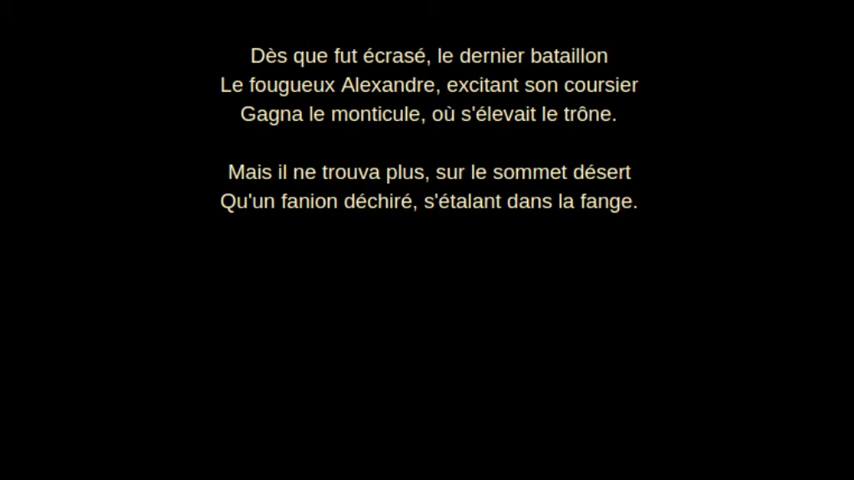 Dès que fut écrasé, le dernier bataillon
Le fougueux Alexandre, excitant son coursier
Gagna le monticule, où s'élevait le trône.
Mais il ne trouva plus, sur le sommet désert
Qu'un fanion déchiré, s'étalant dans la fange.